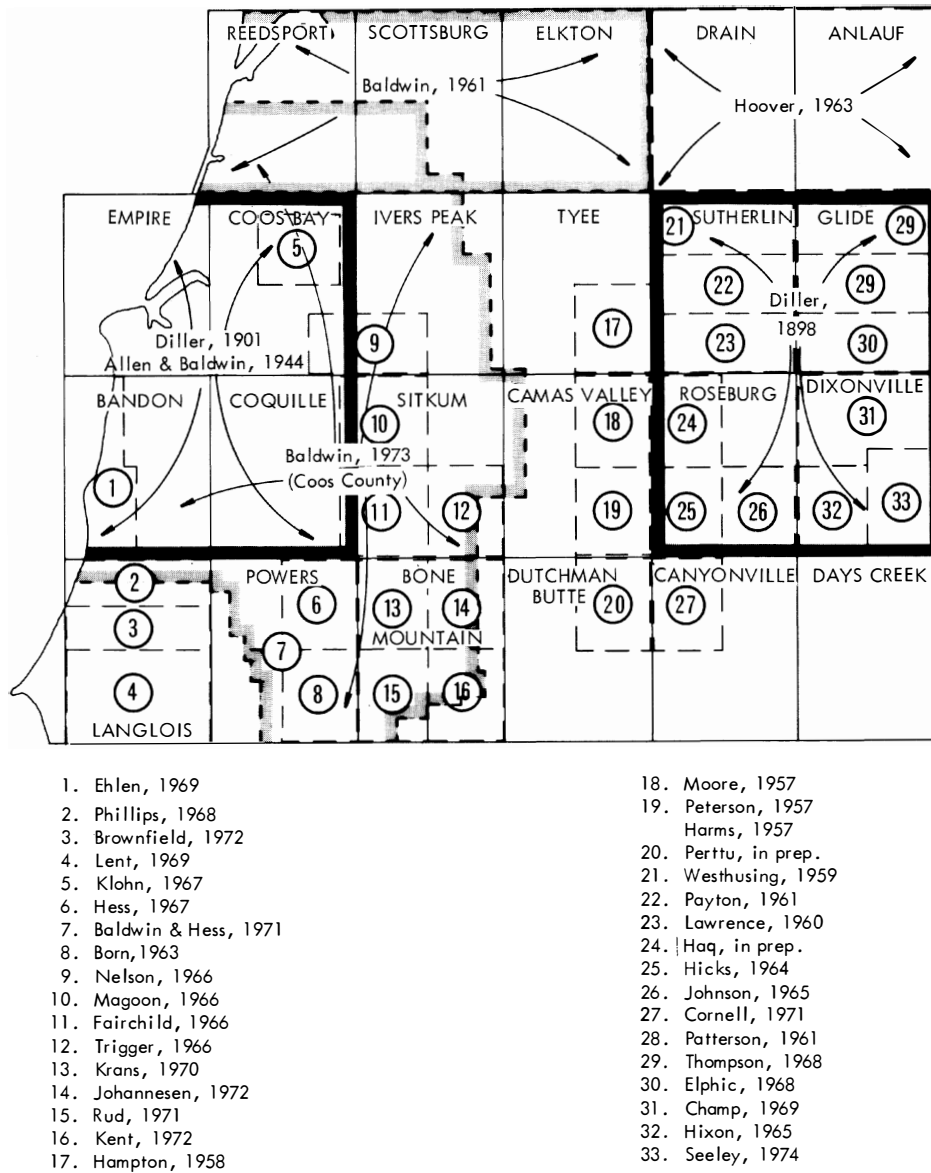 REEDSPORT SCOTTSBURG ELKTON DRAIN ANLAUF
Baldwin, 1961
Hoover, 1963
EMPIRE COOS BAY IVERS PEAK TYEE SUTHERLIN GLIDE
21 29
5
22 29
Diller,
1898
17
9 23 30
Diller, 1901
Allen & Baldwin, 1944
BANDON COQUILLE SITKUM CAMAS VALLEY ROSEBURG DIXONVILLE
10 18 24 31
Baldwin, 1973
(Coos County)
1 11 12 19 25 26 32 33
POWERS BONE DUTCHMAN CANYONVILLE DAYS CREEK
BUTTE
2
6 13 14 20 27
3
MOUNTAIN
7
4 8 15 16
LANGLOIS
1. Ehlen, 1969
2. Phillips, 1968
3. Brownfield, 1972
4. Lent, 1969
5. Klohn, 1967
6. Hess, 1967
7. Baldwin & Hess, 1971
8. Born, 1963
9. Nelson, 1966
10. Magoon, 1966
11. Fairchild, 1966
12. Trigger, 1966
13. Krans, 1970
14. Johannesen, 1972
15. Rud, 1971
16. Kent, 1972
17. Hampton, 1958
18. Moore, 1957
19. Peterson, 1957
Harms, 1957
20. Perttu, in prep.
21. Westhusing, 1959
22. Payton, 1961
23. Lawrence, 1960
24. Haq, in prep.
25. Hicks, 1964
26. Johnson, 1965
27. Cornell, 1971
28. Patterson, 1961
29. Thompson, 1968
30. Elphic, 1968
31. Champ, 1969
32. Hixon, 1965
33. Seeley, 1974